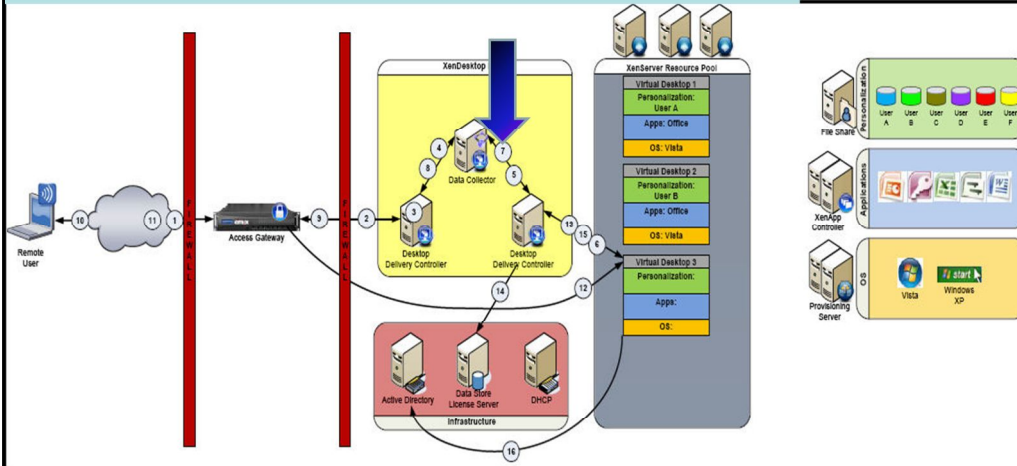 XenDesktop
Data Collector
Desktop
Delivery Controller
Desktop
Delivery Controller
4
7
8
5
3
10
11
1
9
2
13
15
6
12
14
16
Remote
User
FIREWALL
Access Gateway
FIREWALL
Active Directory
Data Store
License Server
DHCP
Infrastructure
XenServer Resource Pool
Virtual Desktop 1
Personalization:
User A
Apps: Office
OS: Vista
Virtual Desktop 2
Personalization:
User B
Apps: Office
OS: Vista
Virtual Desktop 3
Personalization:
Apps:
OS:
File Share
Personalization
User
A
User
B
User
C
User
D
User
E
User
F
XenApp
Controller
Applications
Provisioning
Server
OS
Vista
start
Windows
XP